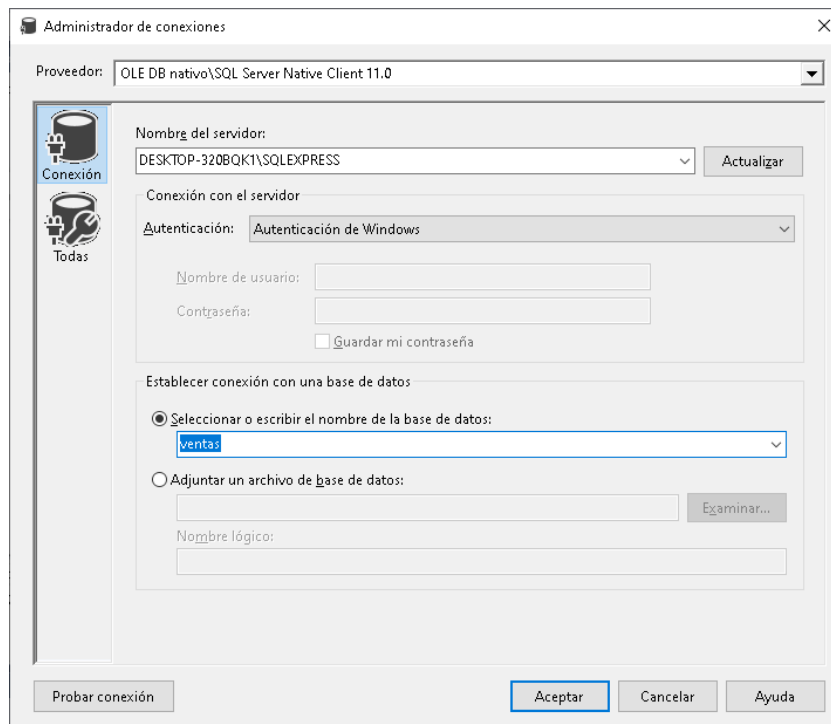 Administrador de conexiones
Proveedor: OLE DB nativo\SQL Server Native Client 11.0
Conexión
Todas
Nombre del servidor:
DESKTOP-320BQK1\SQLEXPRESS Actualizar
Conexión con el servidor
Autenticación: Autenticación de Windows
Nombre de usuario:
Contraseña:
Guardar mi contraseña
Establecer conexión con una base de datos
Seleccionar o escribir el nombre de la base de datos:
ventas
Adjuntar un archivo de base de datos:
Examinar...
Nombre lógico:
Probar conexión Aceptar Cancelar Ayuda